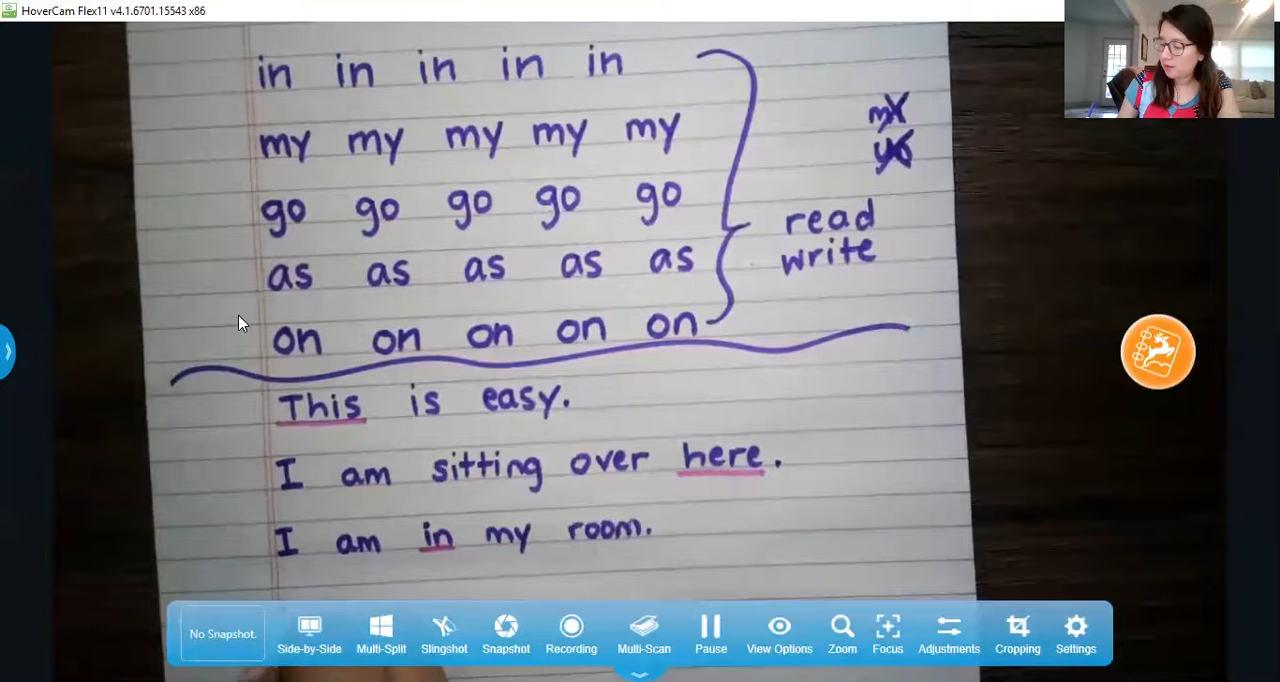 HoverCam Flex11 v4.1.6701.15543 x86
in in in in in
my my my my my
go go go go go
as as as as as
on on on on on
my
read
write
This is easy.
I am sitting over here.
I am in my room.
No Snapshot.
Side-by-Side Multi-Split Slingshot Snapshot Recording Multi-Scan Pause View Options Zoom Focus Adjustments Cropping Settings